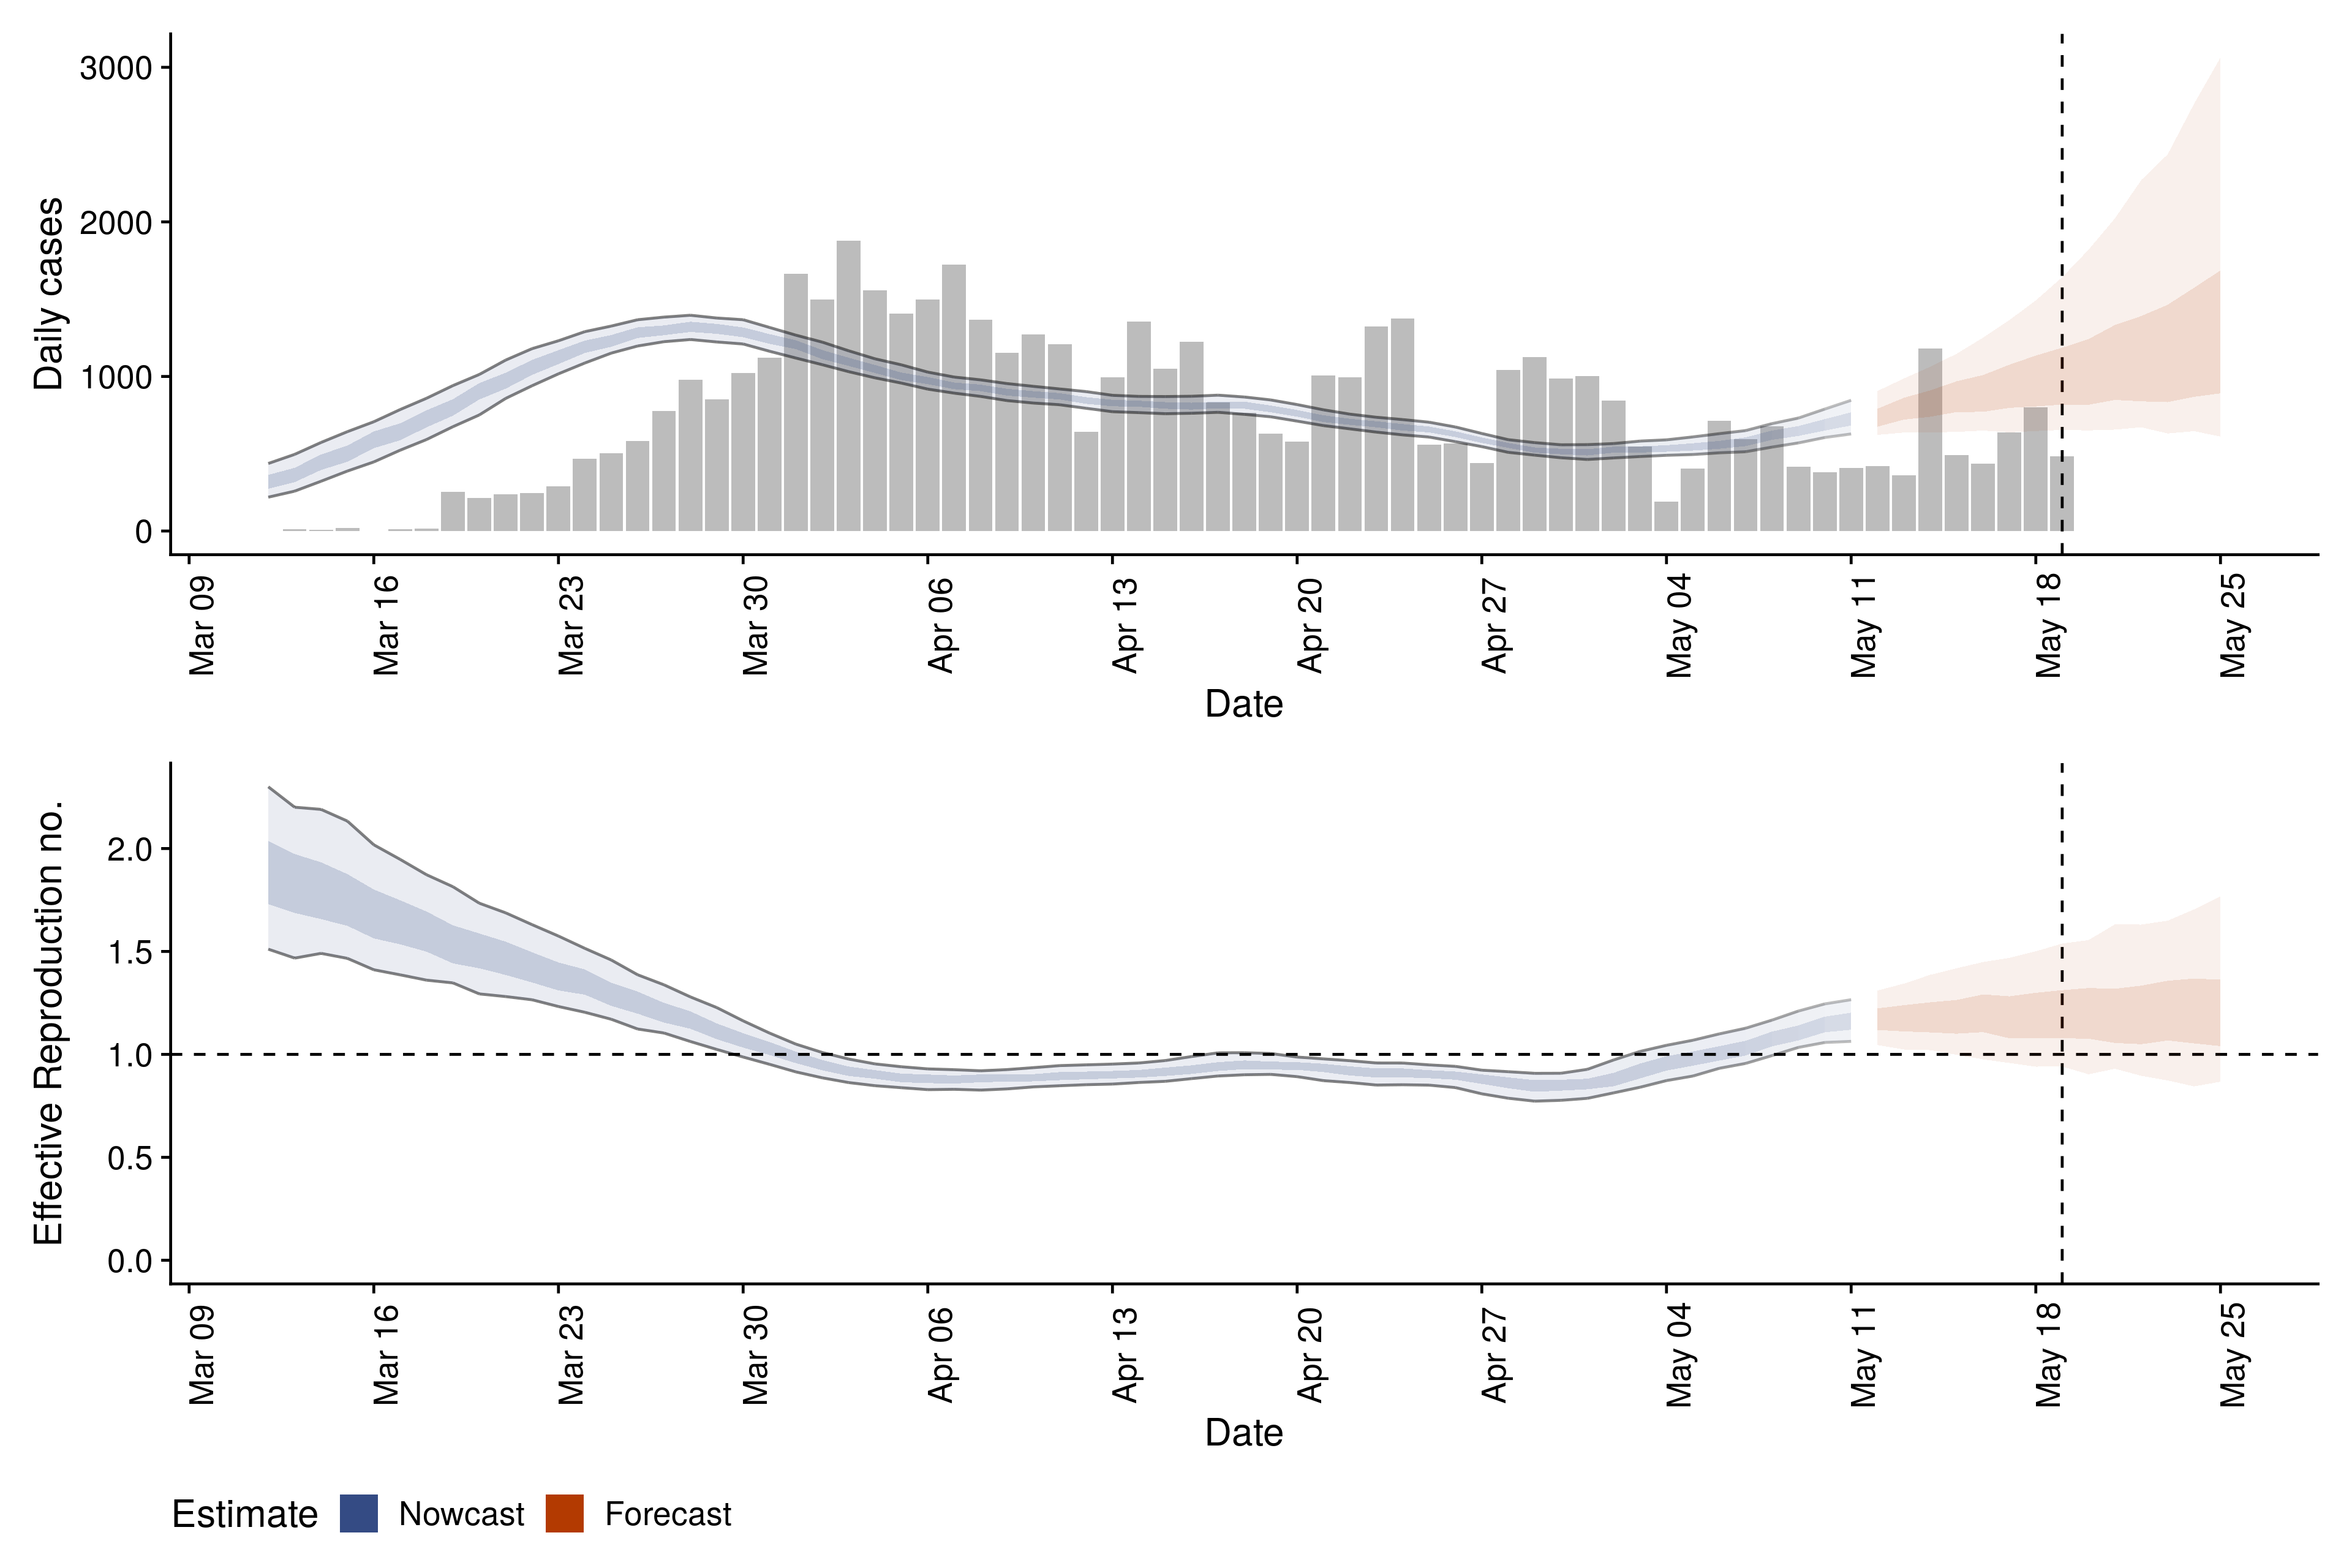 Daily cases
3000
2000
1000
0
Mar 09
Mar 16
Mar 23
Mar 30
Apr 06
Apr 13
Apr 20
Apr 27
May 04
May 11
May 18
May 25
Date
Effective Reproduction no.
2.0
1.5
1.0
0.5
0.0
Mar 09
Mar 16
Mar 23
Mar 30
Apr 06
Apr 13
Apr 20
Apr 27
May 04
May 11
May 18
May 25
Date
Estimate Nowcast Forecast